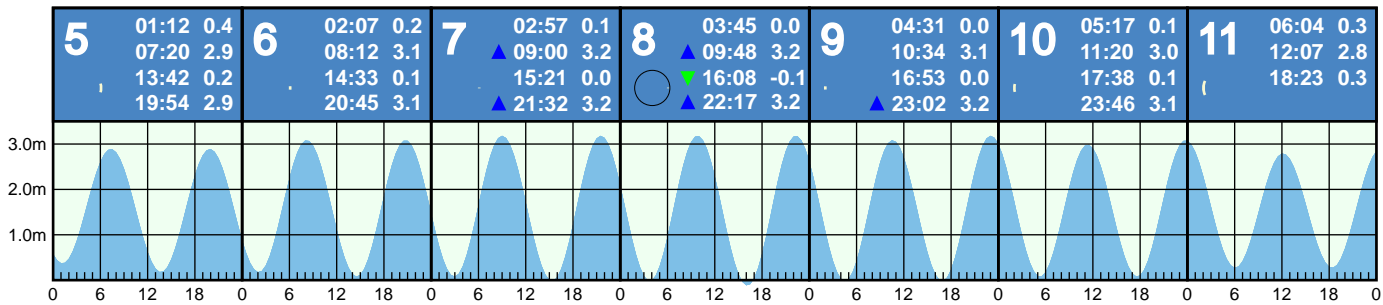 5
01:12 0.4
07:20 2.9
13:42 0.2
19:54 2.9
6
02:07 0.2
08:12 3.1
14:33 0.1
20:45 3.1
7
02:57 0.1
▲ 09:00 3.2
15:21 0.0
▲ 21:32 3.2
8
03:45 0.0
▲ 09:48 3.2
▼ 16:08 -0.1
▲ 22:17 3.2
9
04:31 0.0
10:34 3.1
16:53 0.0
▲ 23:02 3.2
10
05:17 0.1
11:20 3.0
17:38 0.1
23:46 3.1
11
06:04 0.3
12:07 2.8
18:23 0.3
3.0m
2.0m
1.0m
0 6 12 18 0 6 12 18 0 6 12 18 0 6 12 18 0 6 12 18 0 6 12 18 0 6 12 18 0